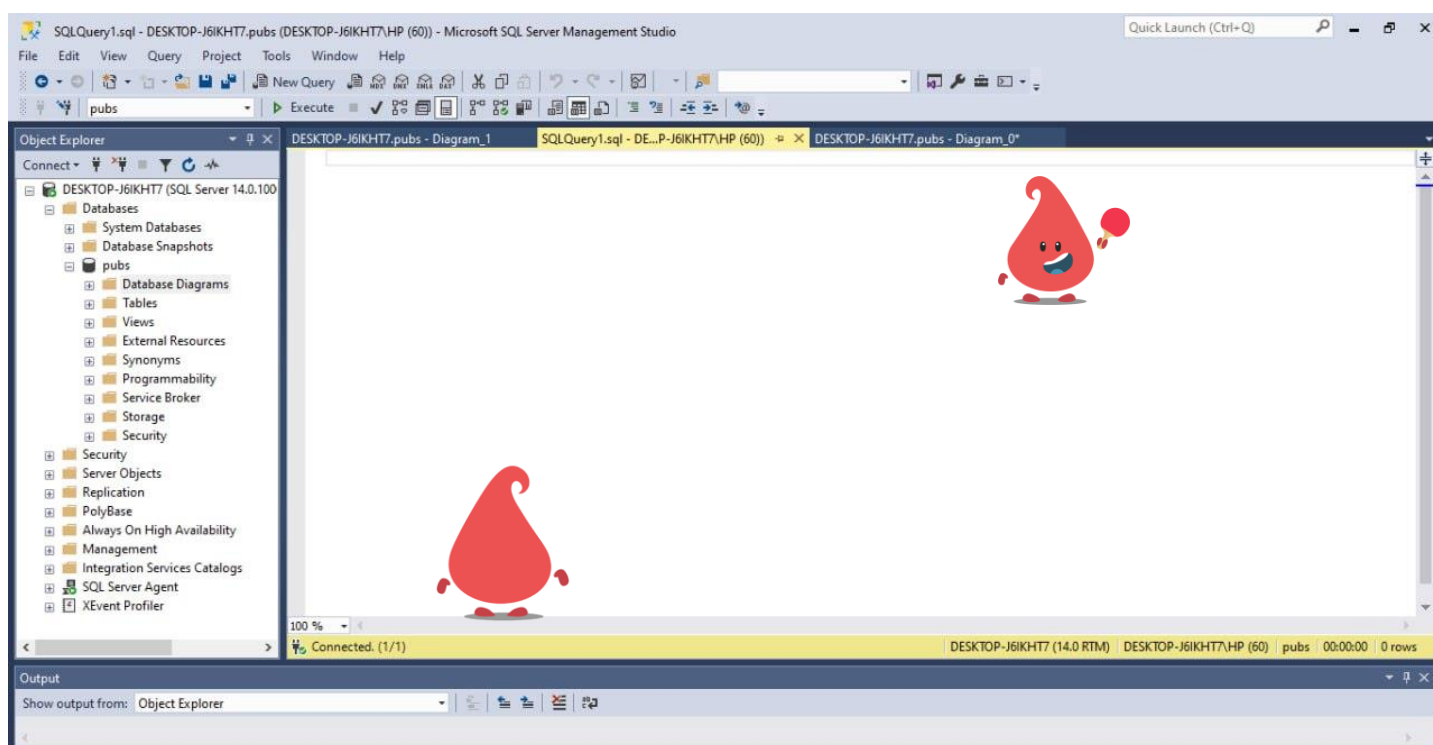 SQLQuery1.sql - DESKTOP-J6IKHT7.pubs (DESKTOP-J6IKHT7\HP (60)) - Microsoft SQL Server Management Studio
Quick Launch (Ctrl+Q)
File Edit View Query Project Tools Window Help
New Query
pubs
Execute
Object Explorer
DESKTOP-J6IKHT7.pubs - Diagram_1
SQLQuery1.sql - DE...P-J6IKHT7\HP (60))
DESKTOP-J6IKHT7.pubs - Diagram_0*
Connect
DESKTOP-J6IKHT7 (SQL Server 14.0.100
Databases
System Databases
Database Snapshots
pubs
Database Diagrams
Tables
Views
External Resources
Synonyms
Programmability
Service Broker
Storage
Security
Security
Server Objects
Replication
PolyBase
Always On High Availability
Management
Integration Services Catalogs
SQL Server Agent
XEvent Profiler
100 %
Connected. (1/1)
DESKTOP-J6IKHT7 (14.0 RTM)
DESKTOP-J6IKHT7\HP (60)
pubs
00:00:00
0 rows
Output
Show output from: Object Explorer